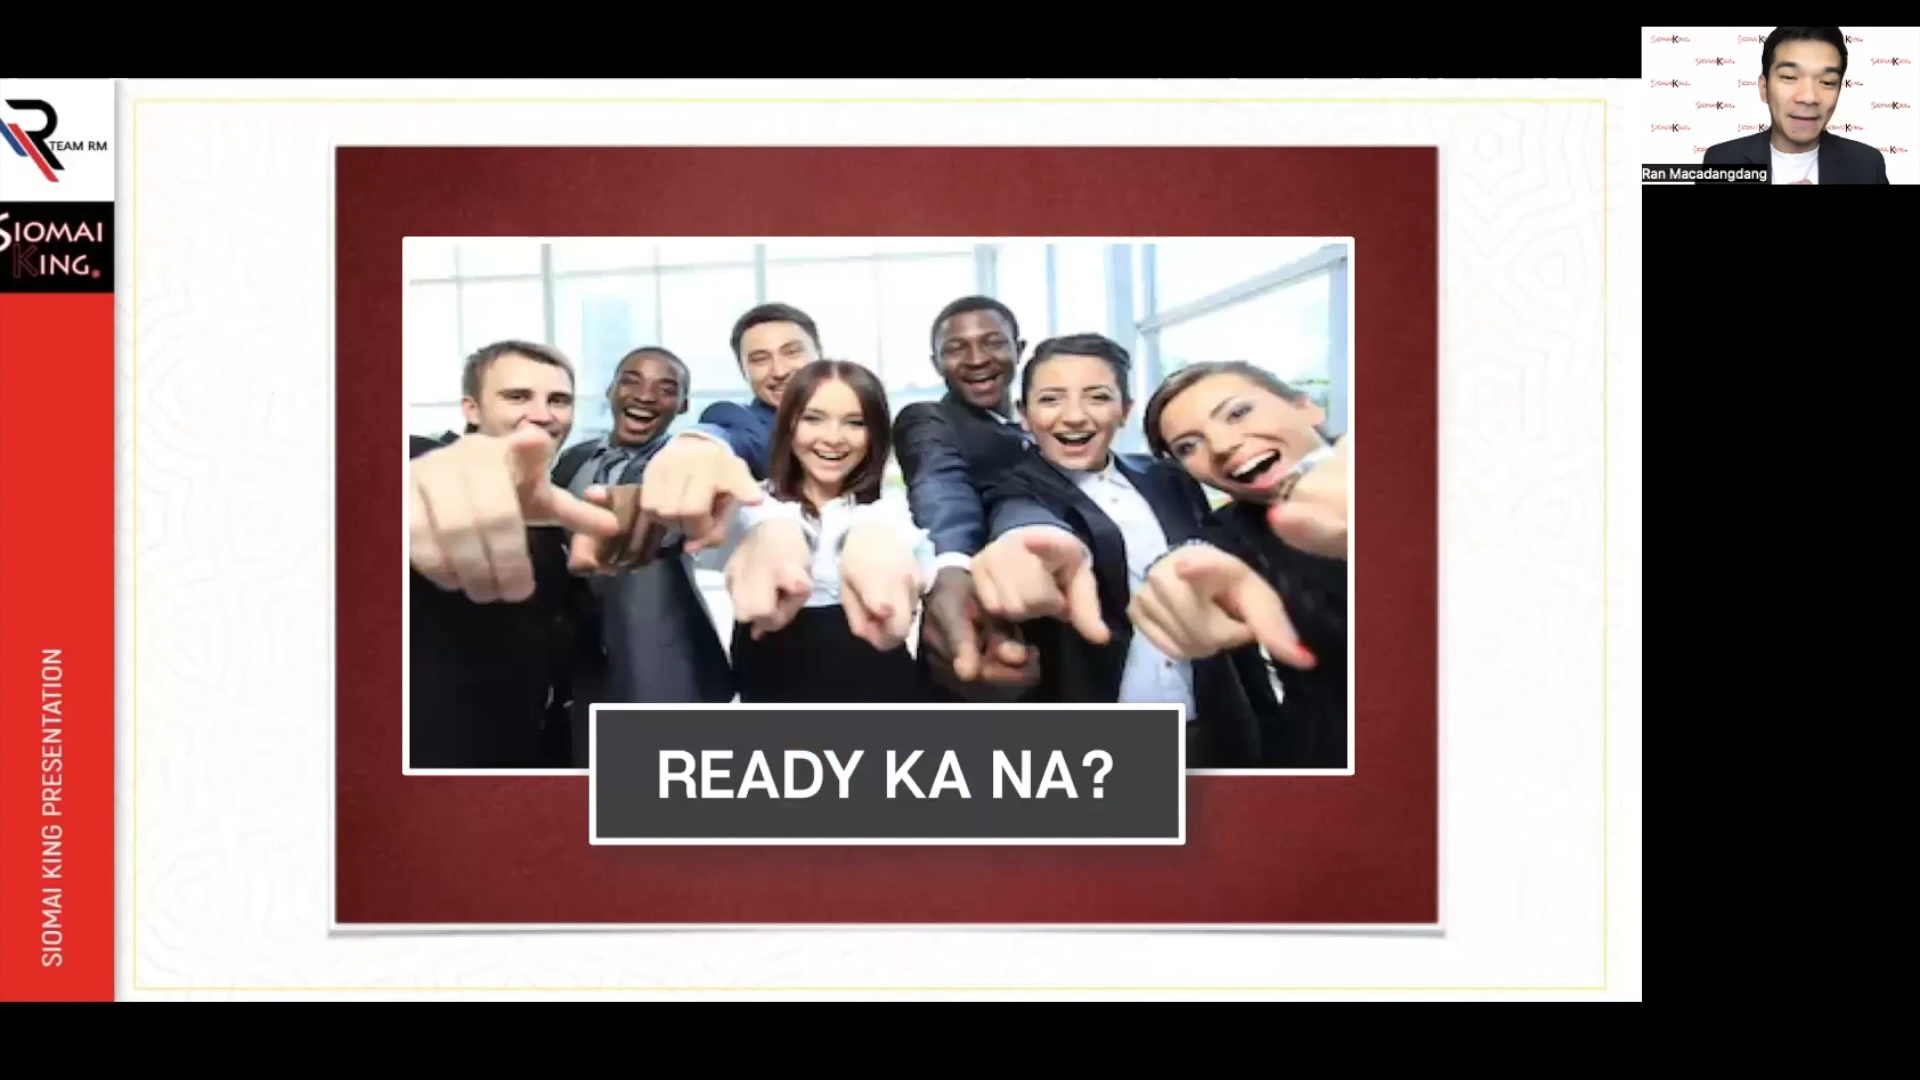 TEAM RM
SIOMAI
KING®
SIOMAI KING PRESENTATION
READY KA NA?
Ran Macadangdang